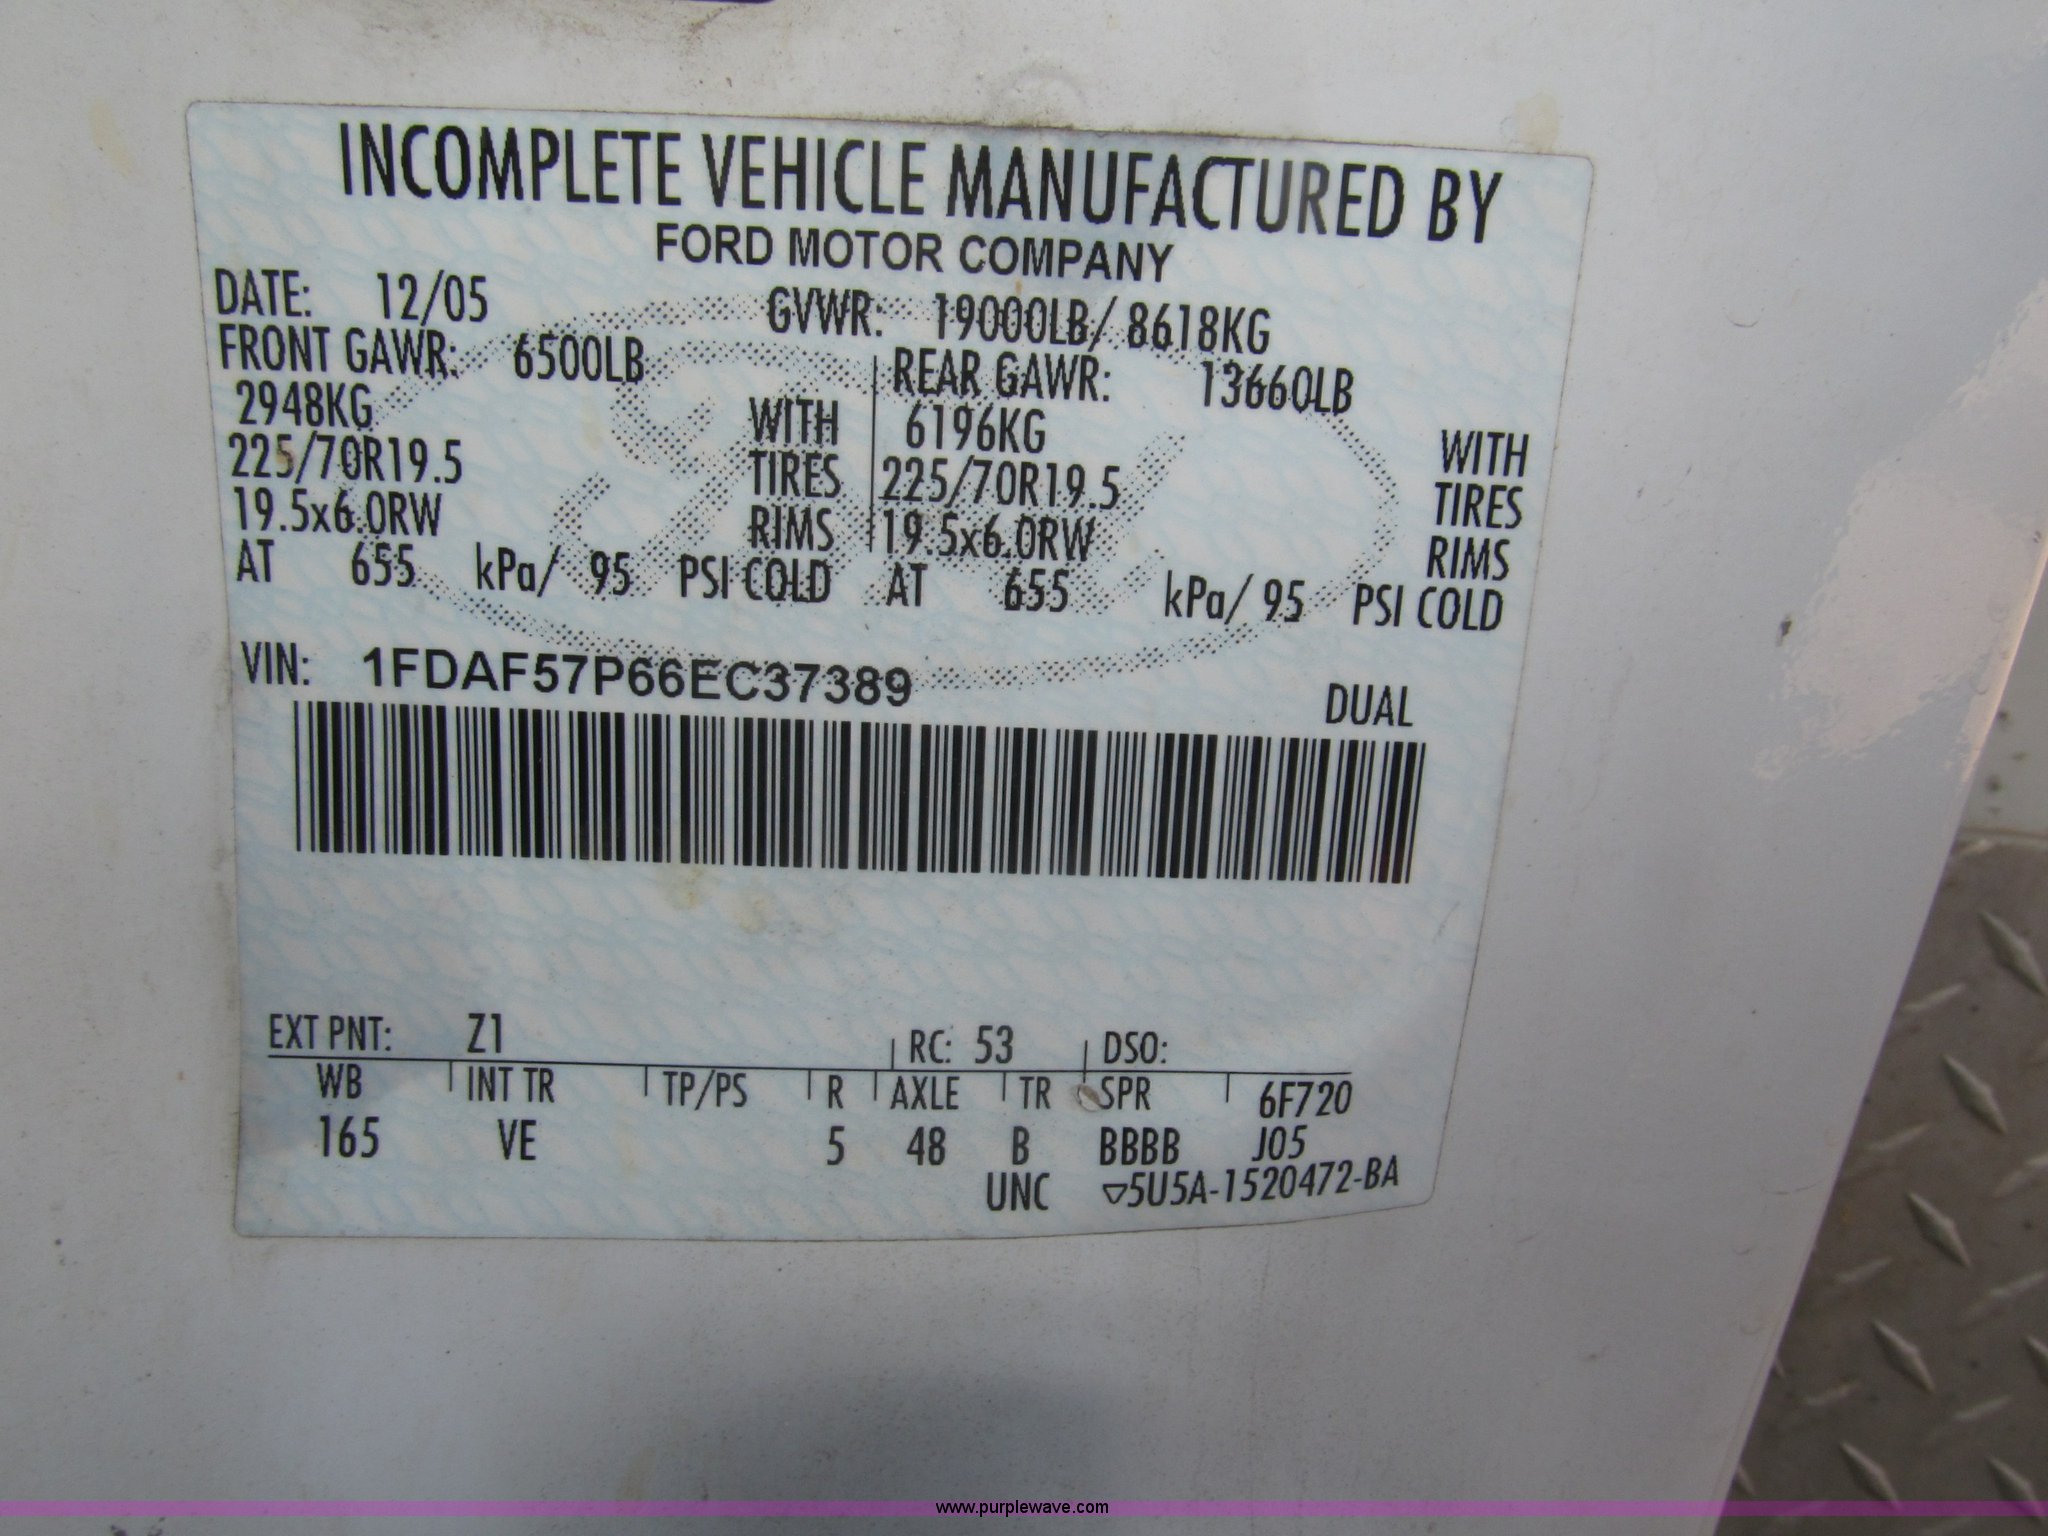 INCOMPLETE VEHICLE MANUFACTURED BY
FORD MOTOR COMPANY
DATE: 12/05 GVWR: 19000LB/ 8618KG
FRONT GAWR: 6500LB REAR GAWR: 13660LB
2948KG WITH 6196KG WITH
225/70R19.5 TIRES 225/70R19.5 TIRES
19.5x6.0RW RIMS 19.5x6.0RW RIMS
AT 655 kPa/ 95 PSI COLD AT 655 kPa/ 95 PSI COLD
VIN: 1FDAF57P66EC37389
DUAL
EXT PNT: Z1 RC: 53 DSO:
WB INT TR TP/PS R AXLE TR SPR 6F720
165 VE 5 48 B BBBB J05
UNC ▽5U5A-1520472-BA
www.purplewave.com